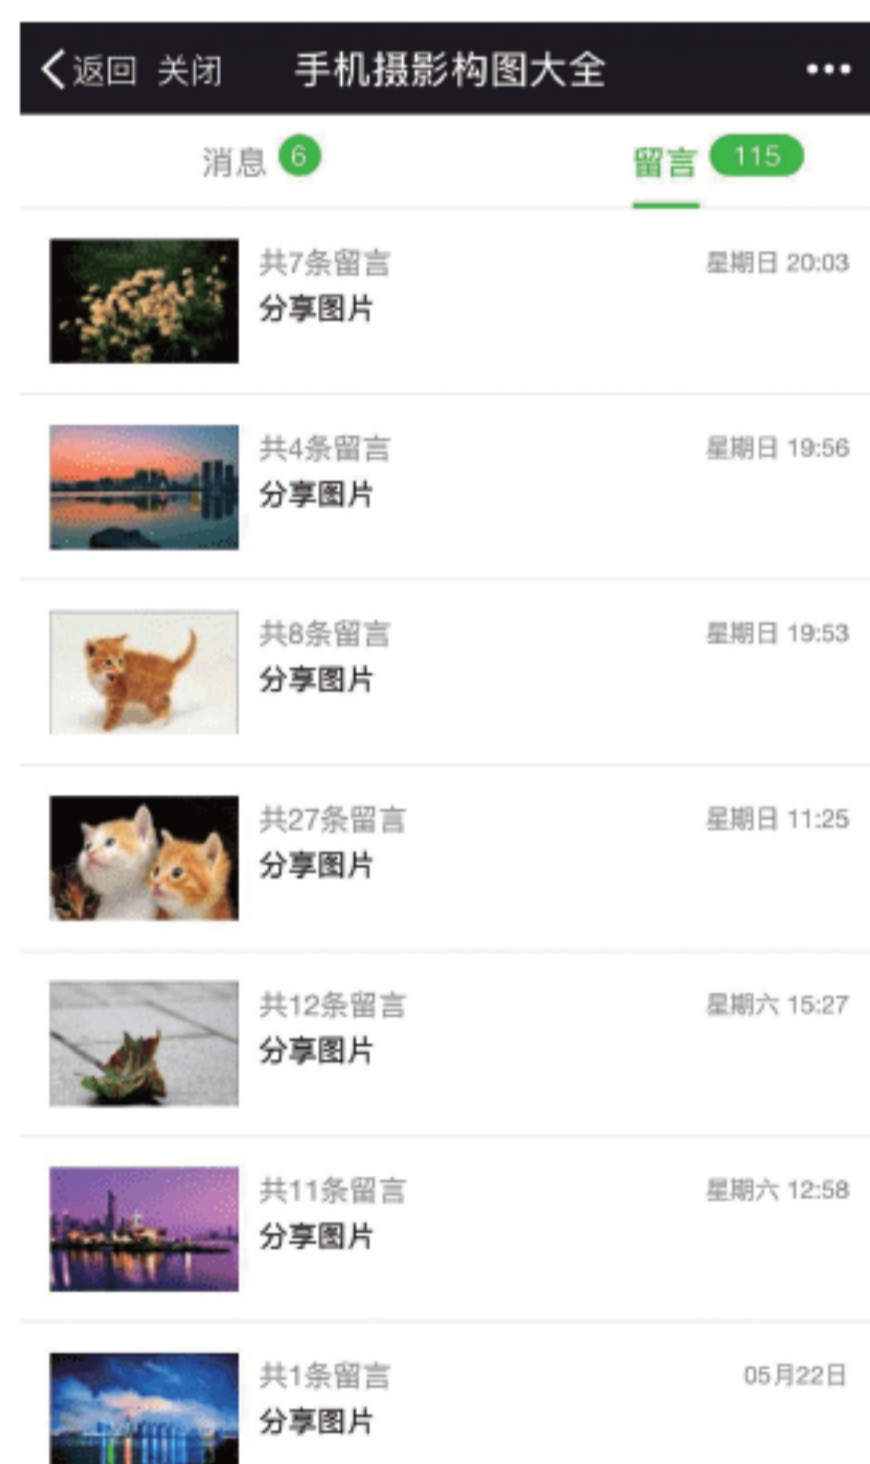 返回 关闭 手机摄影构图大全
消息 6 留言 115
共7条留言 星期日 20:03
分享图片
共4条留言 星期日 19:56
分享图片
共8条留言 星期日 19:53
分享图片
共27条留言 星期日 11:25
分享图片
共12条留言 星期六 15:27
分享图片
共11条留言 星期六 12:58
分享图片
共1条留言 05月22日
分享图片